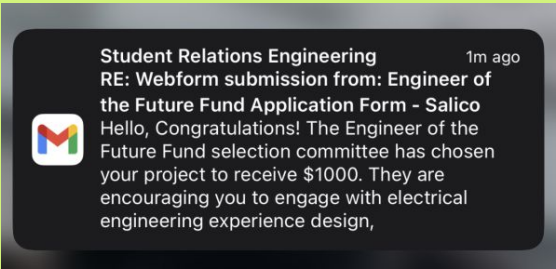 Student Relations Engineering 1m ago
RE: Webform submission from: Engineer of
the Future Fund Application Form - Salico
Hello, Congratulations! The Engineer of the
Future Fund selection committee has chosen
your project to receive $1000. They are
encouraging you to engage with electrical
engineering experience design,